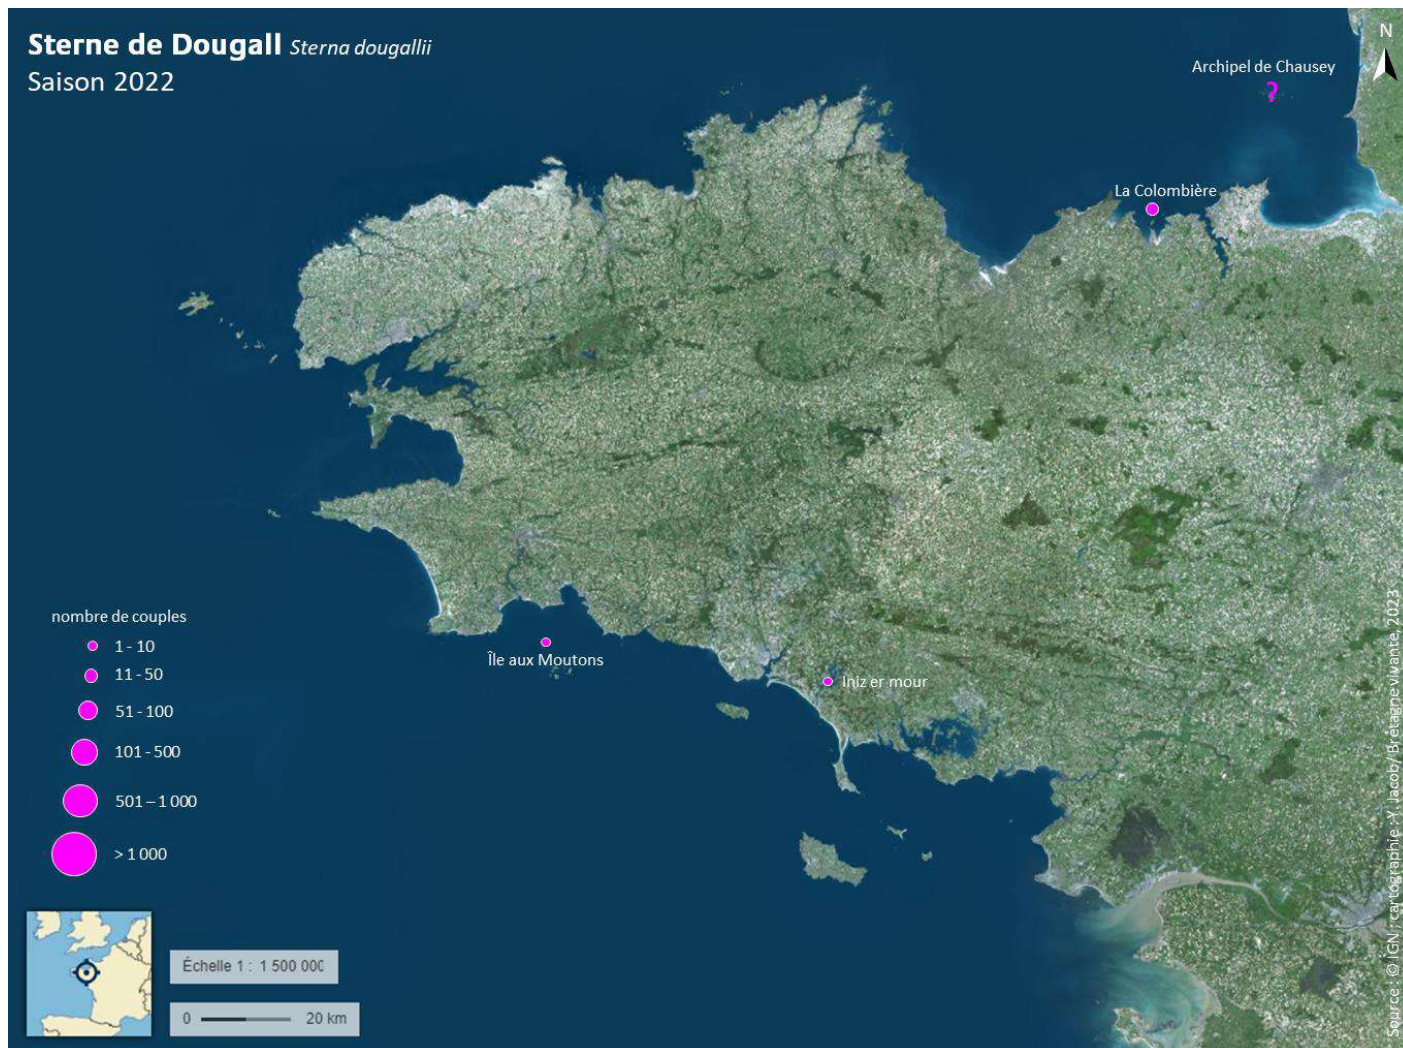 Sterne de Dougall Sterna dougallii
Saison 2022
N
Archipel de Chausey
?
La Colombière
Île aux Moutons
Iniz er mour
nombre de couples
1 - 10
11 - 50
51 - 100
101 - 500
501 – 1 000
> 1 000
Échelle 1 : 1 500 000
0 20 km
Source : © IGN ; cartographie : Y. Jacob/ Bretagne vivante, 2023